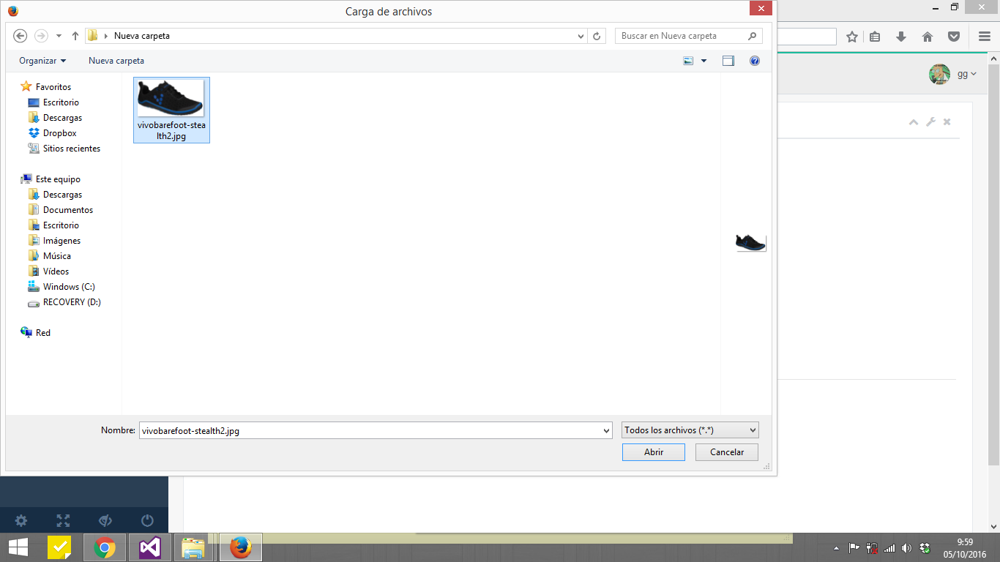 Carga de archivos
Nueva carpeta
Buscar en Nueva carpeta
Organizar
Nueva carpeta
gg
Favoritos
Escritorio
Descargas
Dropbox
Sitios recientes
Este equipo
Descargas
Documentos
Escritorio
Imágenes
Música
Vídeos
Windows (C:)
RECOVERY (D:)
Red
vivobarefoot-stea
lth2.jpg
Nombre:
vivobarefoot-stealth2.jpg
Todos los archivos (*.*)
Abrir
Cancelar
9:59
05/10/2016